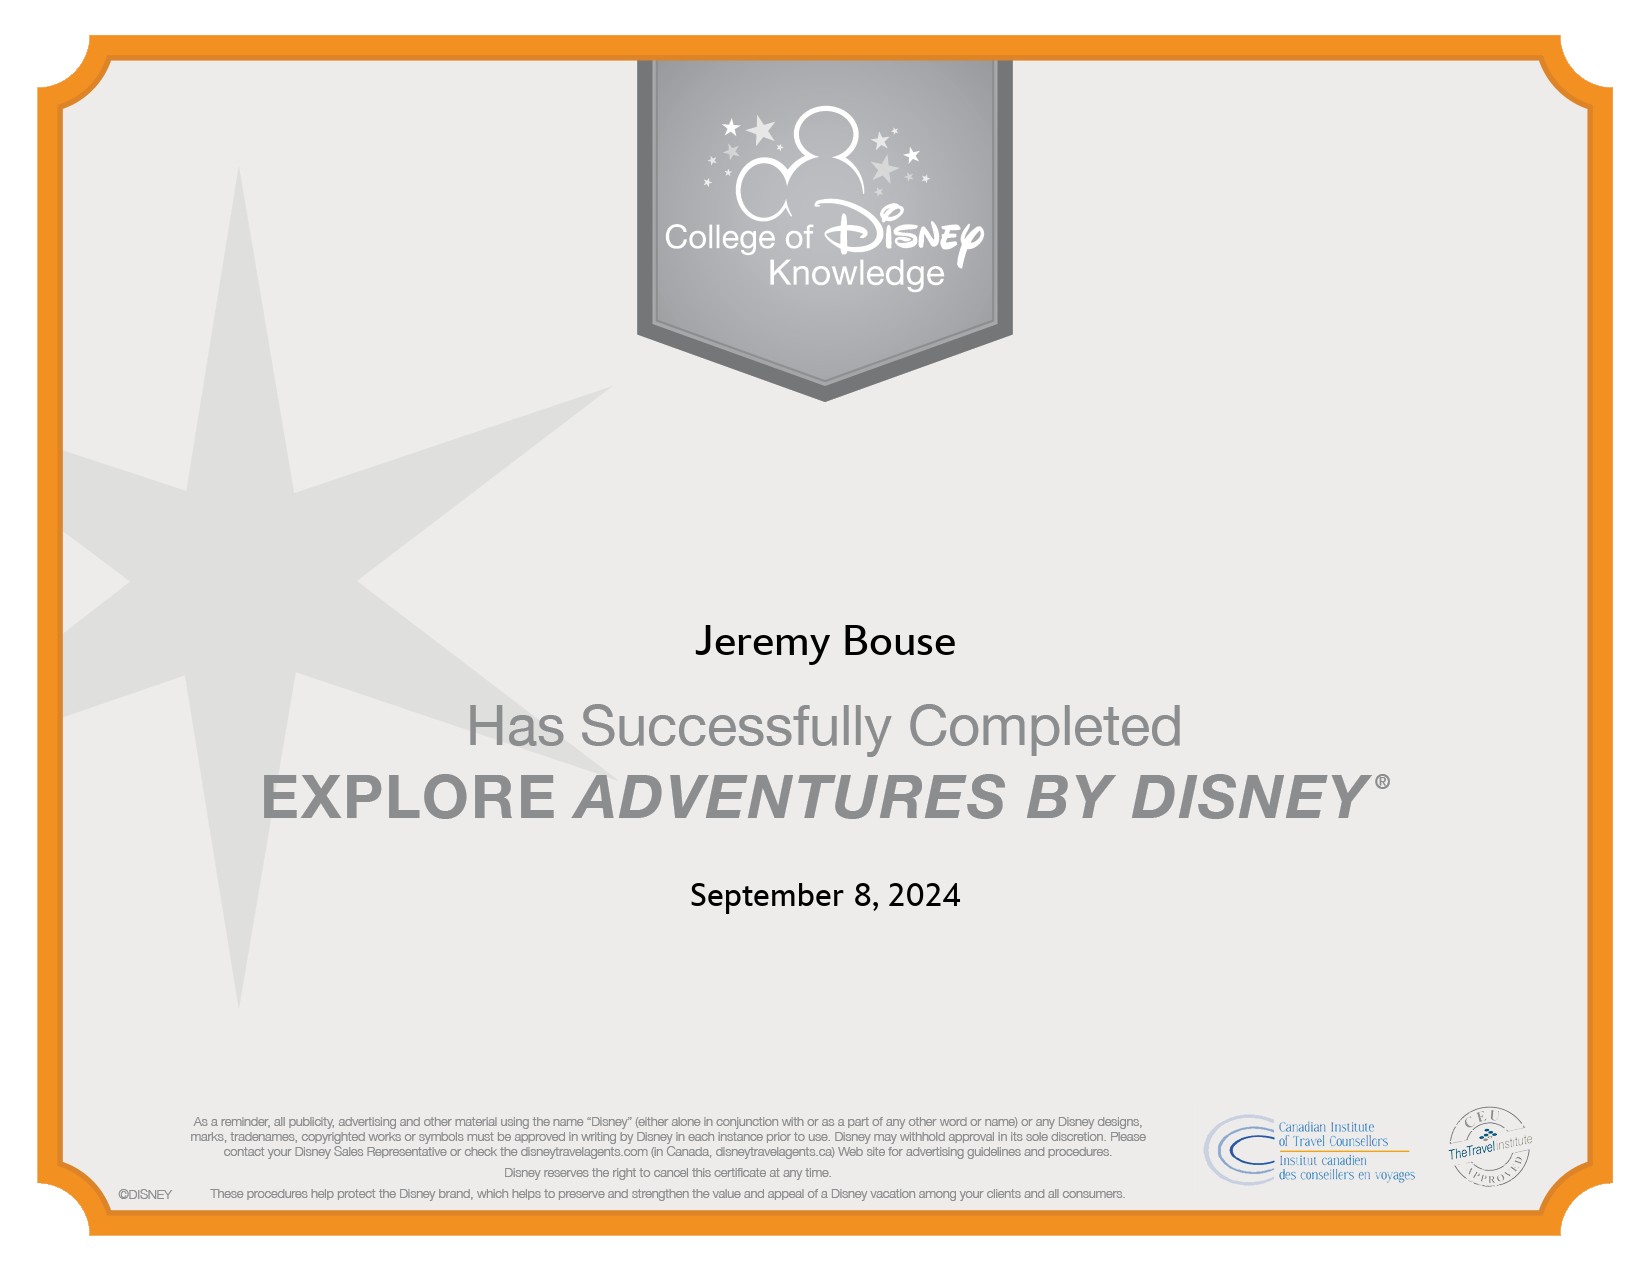 College of Disney
Knowledge
Jeremy Bouse
Has Successfully Completed
EXPLORE ADVENTURES BY DISNEY®
September 8, 2024
As a reminder, all publicity, advertising and other material using the name “Disney” (either alone in conjunction with or as a part of any other word or name) or any Disney designs,
marks, tradenames, copyrighted works or symbols must be approved in writing by Disney in each instance prior to use. Disney may withhold approval in its sole discretion. Please
contact your Disney Sales Representative or check the disneytravelagents.com (in Canada, disneytravelagents.ca) Web site for advertising guidelines and procedures.
Disney reserves the right to cancel this certificate at any time.
©DISNEY
These procedures help protect the Disney brand, which helps to preserve and strengthen the value and appeal of a Disney vacation among your clients and all consumers.
Canadian Institute
of Travel Counsellors
Institut canadien
des conseillers en voyages
CEU
TheTravelinstitute
APPROVED